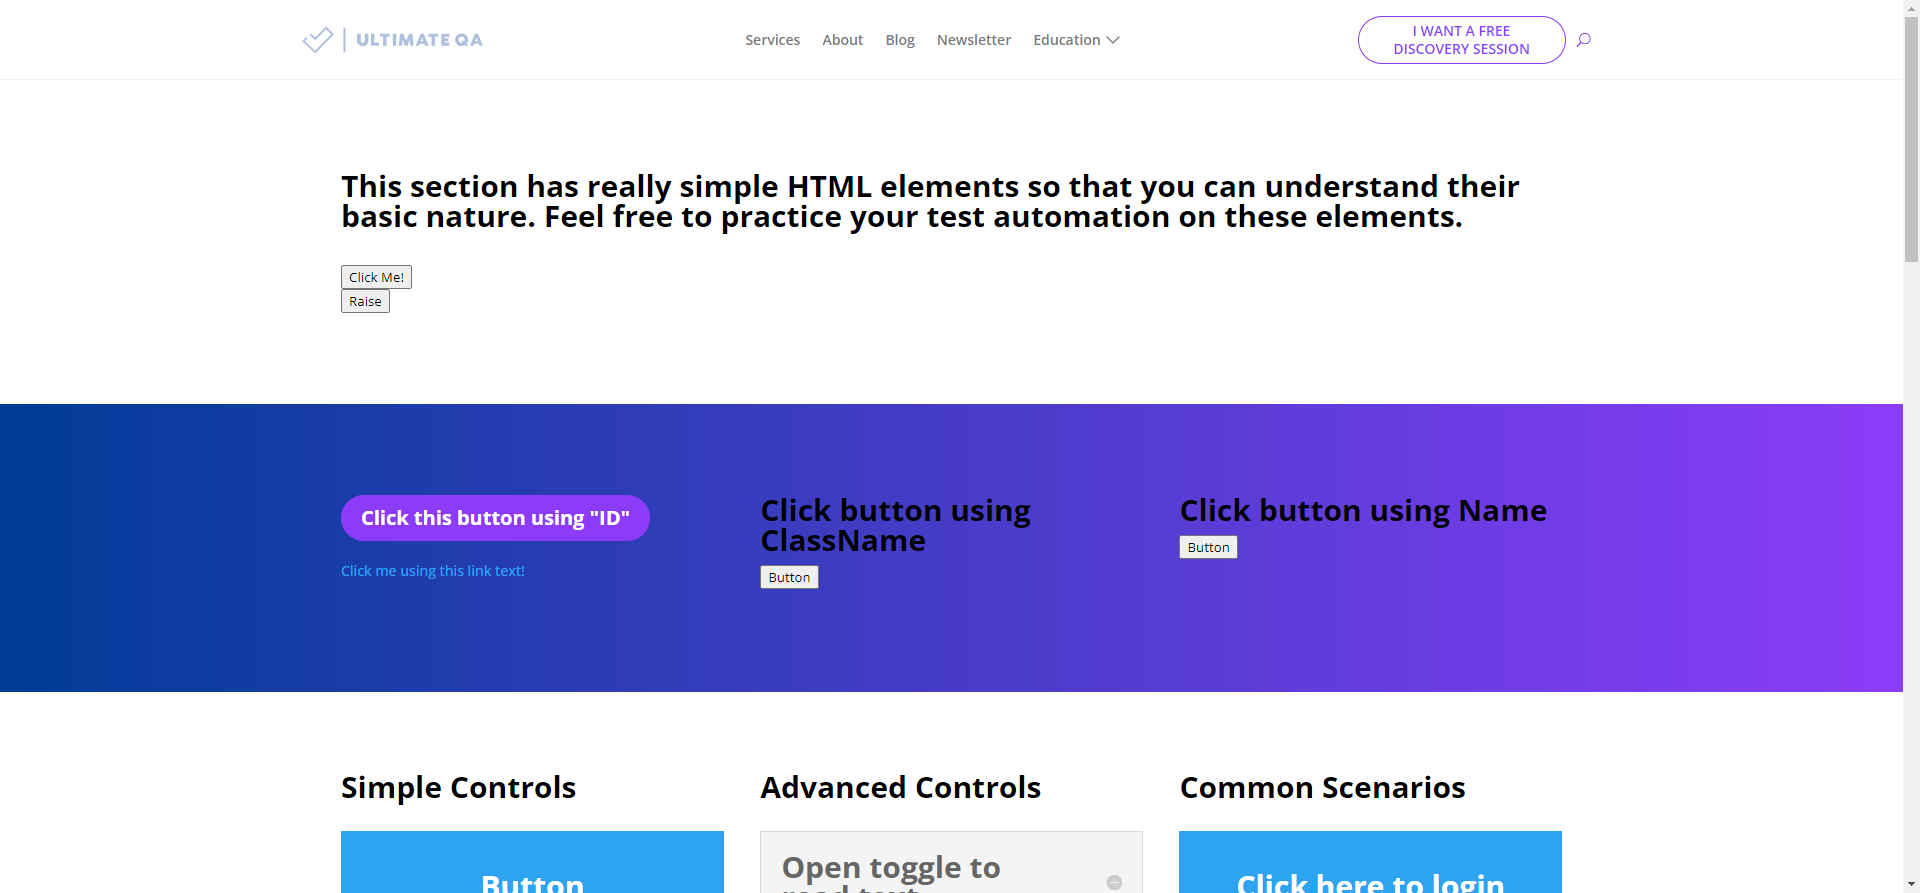 ULTIMATE QA
Services About Blog Newsletter Education
I WANT A FREE
DISCOVERY SESSION
This section has really simple HTML elements so that you can understand their
basic nature. Feel free to practice your test automation on these elements.
Click Me!
Raise
Click this button using "ID"
Click me using this link text!
Click button using
ClassName
Button
Click button using Name
Button
Simple Controls
Button
Advanced Controls
Open toggle to
read text
Common Scenarios
Click here to login